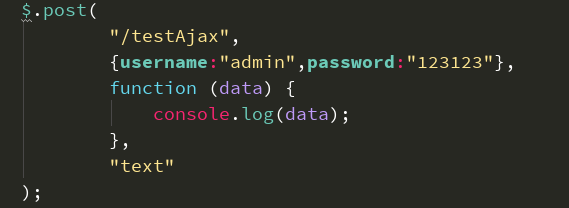 $.post(
"/testAjax",
{username:"admin",password:"123123"},
function (data) {
console.log(data);
},
"text"
);